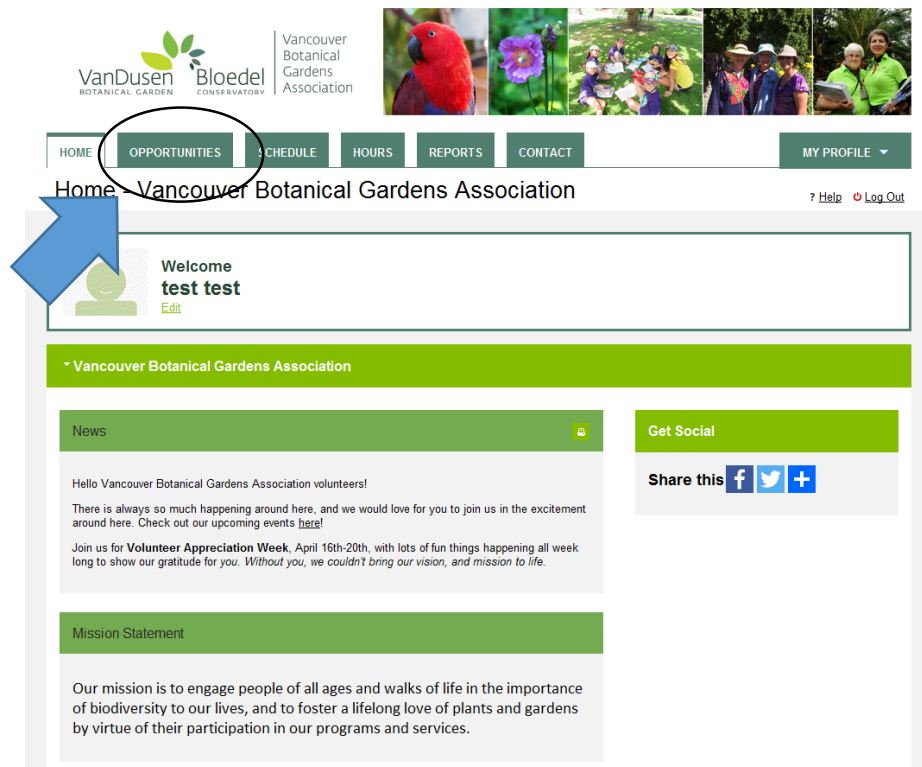 VanDusen
BOTANICAL GARDEN
Bloedel
CONSERVATORY
Vancouver
Botanical
Gardens
Association
HOME
OPPORTUNITIES
SCHEDULE
HOURS
REPORTS
CONTACT
MY PROFILE
Home - Vancouver Botanical Gardens Association
? Help
Log Out
Welcome
test test
Edit
Vancouver Botanical Gardens Association
News
Hello Vancouver Botanical Gardens Association volunteers!
There is always so much happening around here, and we would love for you to join us in the excitement
around here. Check out our upcoming events here!
Join us for Volunteer Appreciation Week, April 16th-20th, with lots of fun things happening all week
long to show our gratitude for you. Without you, we couldn't bring our vision, and mission to life.
Get Social
Share this
Mission Statement
Our mission is to engage people of all ages and walks of life in the importance
of biodiversity to our lives, and to foster a lifelong love of plants and gardens
by virtue of their participation in our programs and services.